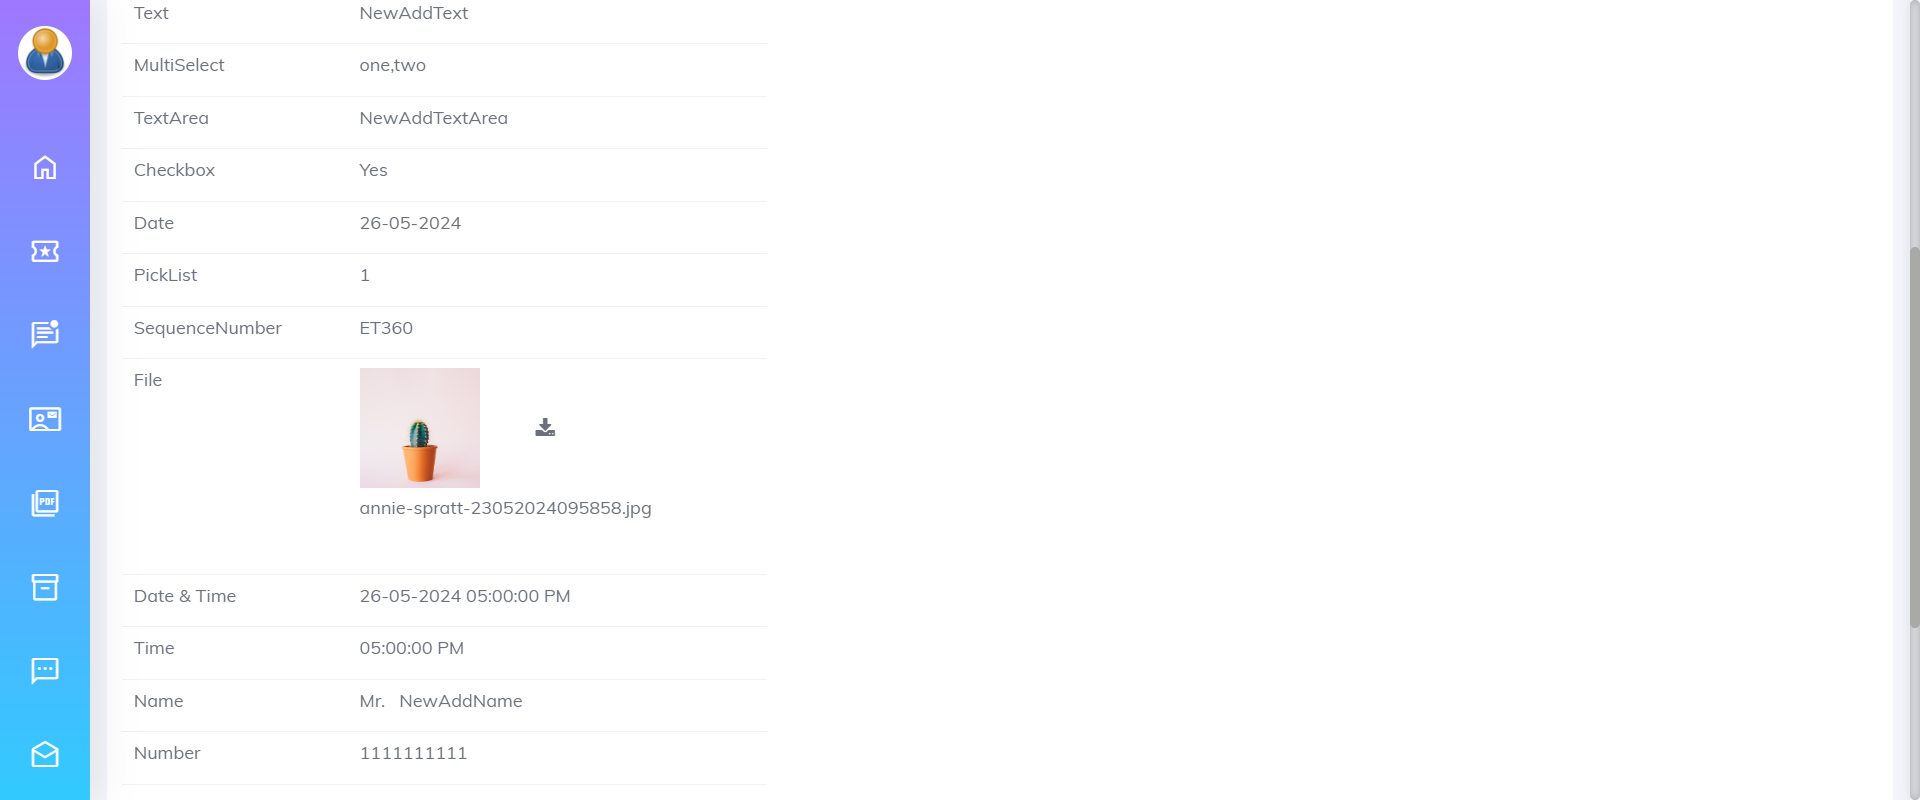 Text NewAddText
MultiSelect one,two
TextArea NewAddTextArea
Checkbox Yes
Date 26-05-2024
PickList 1
SequenceNumber ET360
File
annie-spratt-23052024095858.jpg
Date & Time 26-05-2024 05:00:00 PM
Time 05:00:00 PM
Name Mr. NewAddName
Number 1111111111
PDF